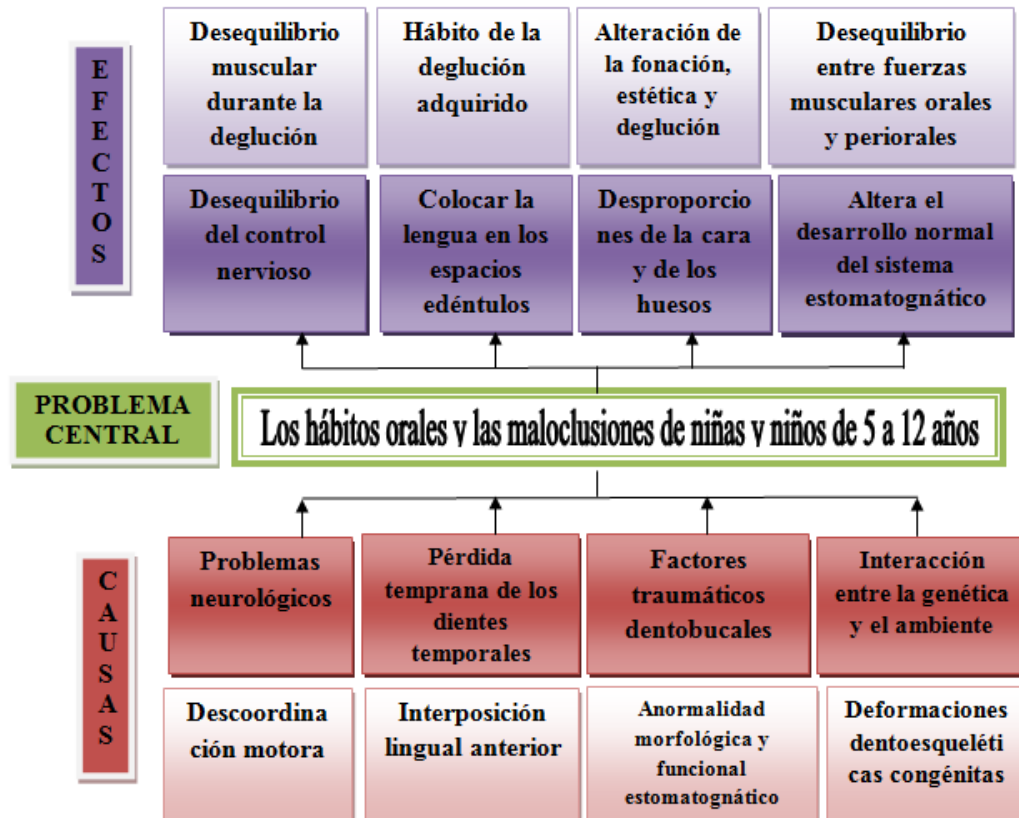 EFECTOS
Desequilibrio
muscular
durante la
deglución
Hábito de la
deglución
adquirido
Alteración de
la fonación,
estética y
deglución
Desequilibrio
entre fuerzas
musculares orales
y periorales
Desequilibrio
del control
nervioso
Colocar la
lengua en los
espacios
edéntulos
Desproporcio
nes de la cara
y de los
huesos
Altera el
desarrollo normal
del sistema
estomatognático
PROBLEMA
CENTRAL
Los hábitos orales y las maloclusiones de niñas y niños de 5 a 12 años
CAUSAS
Problemas
neurológicos
Pérdida
temprana de los
dientes
temporales
Factores
traumáticos
dentobucales
Interacción
entre la genética
y el ambiente
Descoordina
ción motora
Interposición
lingual anterior
Anormalidad
morfológica y
funcional
estomatognático
Deformaciones
dentoesqueléti
cas congénitas